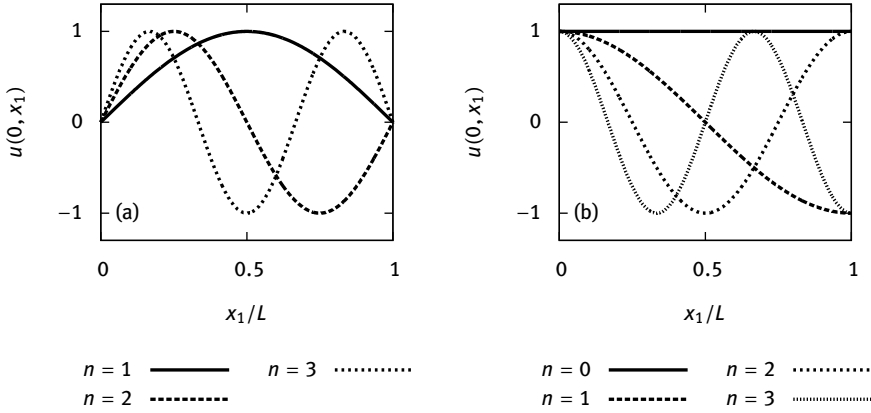 u(0, x₁)
1
0
−1
(a)
0 0.5 1
x₁/L
n = 1
n = 2
n = 3
u(0, x₁)
1
0
−1
(b)
0 0.5 1
x₁/L
n = 0
n = 1
n = 2
n = 3